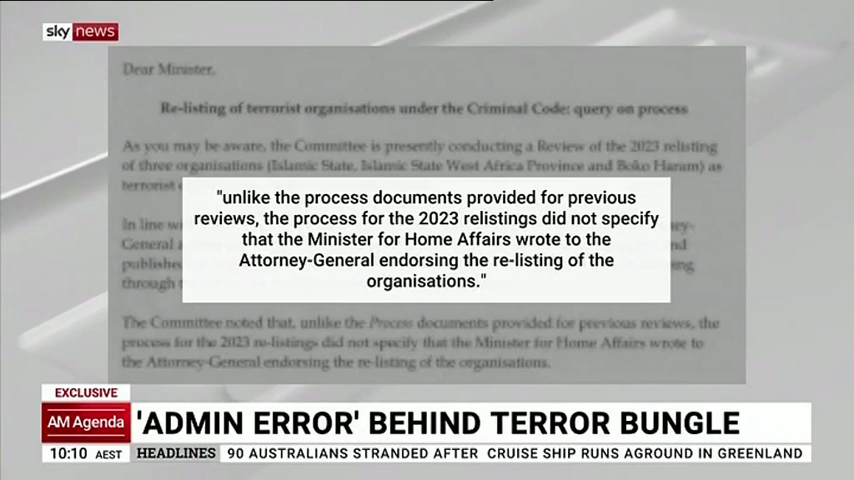 sky news
Dear Minister,
Re-listing of terrorist organisations under the Criminal Code: query on process
As you may be aware, the Committee is presently conducting a Review of the 2023 relisting
of three organisations (Islamic State, Islamic State West Africa Province and Boko Haram) as
terrorist
"unlike the process documents provided for previous
reviews, the process for the 2023 relistings did not specify
that the Minister for Home Affairs wrote to the
Attorney-General endorsing the re-listing of the
organisations."
In line
General
published
through
The Committee noted that, unlike the Process documents provided for previous reviews, the
process for the 2023 re-listings did not specify that the Minister for Home Affairs wrote to
the Attorney-General endorsing the re-listing of the organisations.
EXCLUSIVE
AM Agenda
'ADMIN ERROR' BEHIND TERROR BUNGLE
10:10 AEST HEADLINES 90 AUSTRALIANS STRANDED AFTER CRUISE SHIP RUNS AGROUND IN GREENLAND